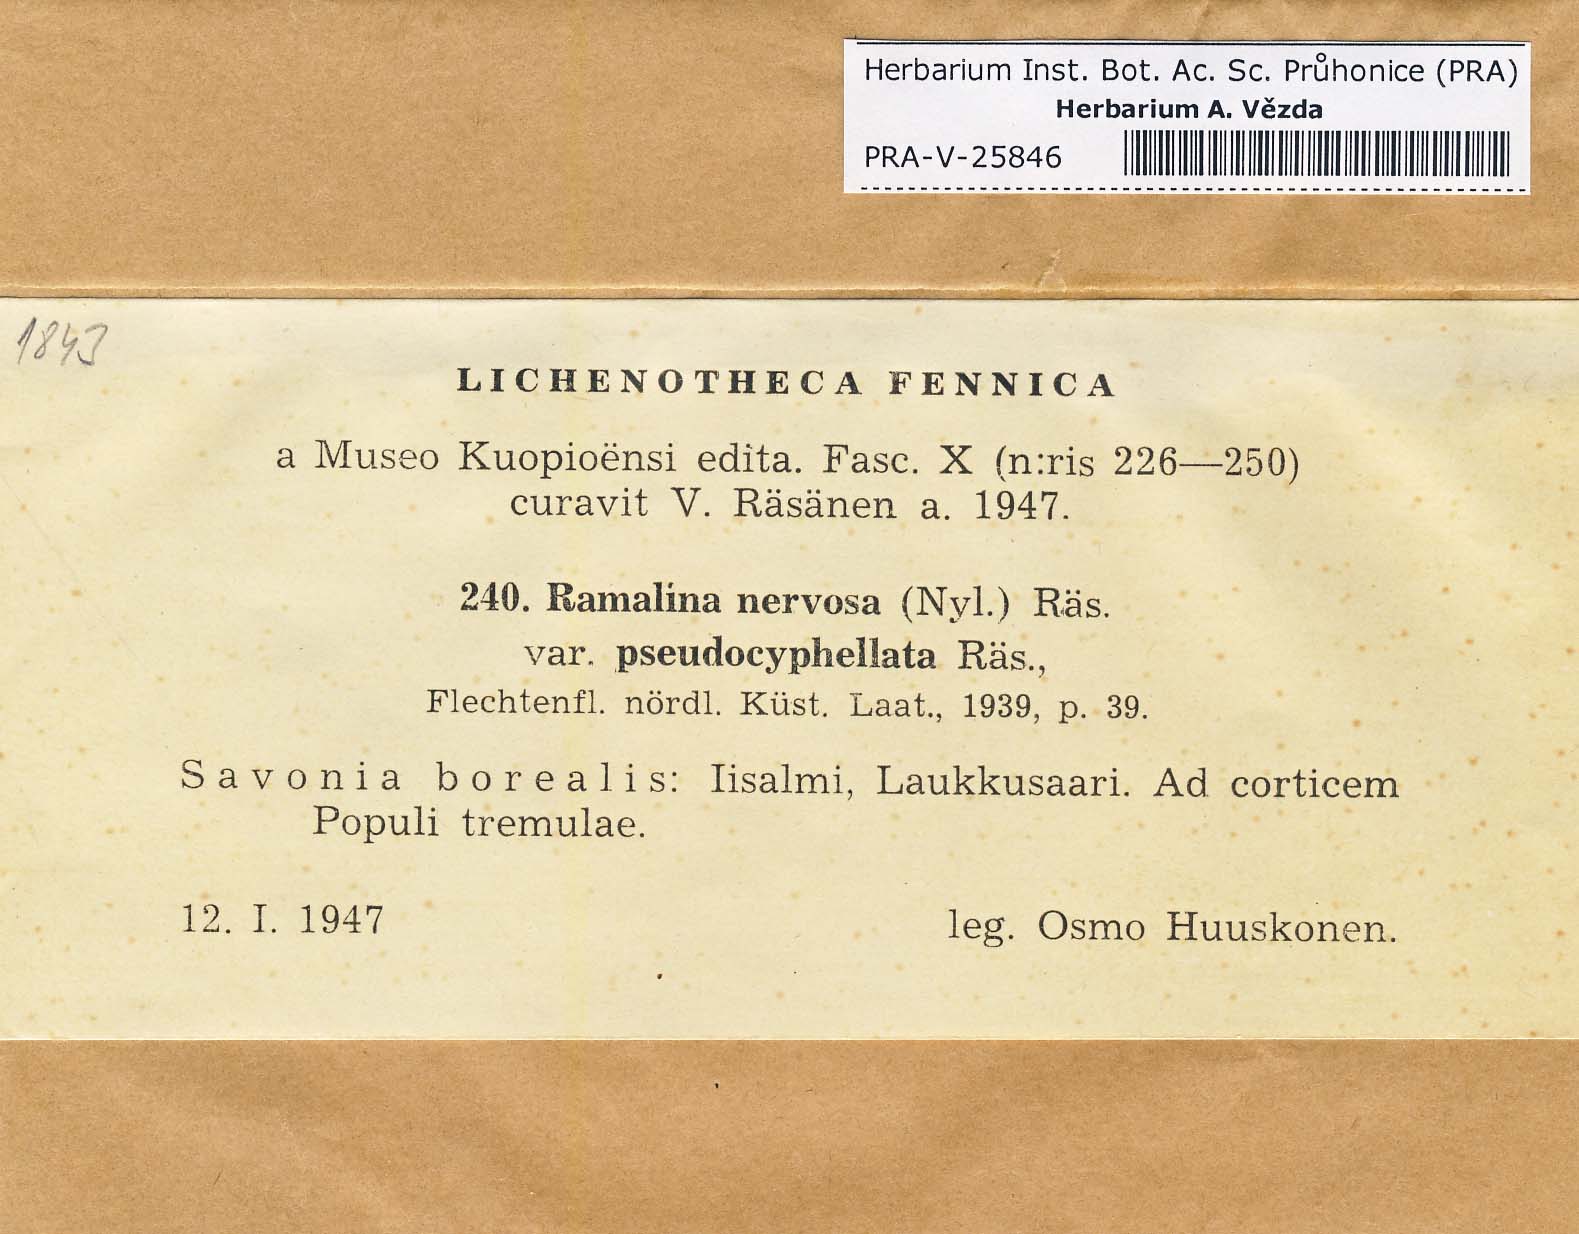 Herbarium Inst. Bot. Ac. Sc. Průhonice (PRA)
Herbarium A. Vězda
PRA-V-25846
1843
LICHENOTHECA FENNICA
a Museo Kuopioënsi edita. Fasc. X (n:ris 226—250)
curavit V. Räsänen a. 1947.
240. Ramalina nervosa (Nyl.) Räs.
var. pseudocyphellata Räs.,
Flechtenfl. nördl. Küst. Laat., 1939, p. 39.
Savonia borealis: Iisalmi, Laukkusaari. Ad corticem
Populi tremulae.
12. I. 1947 leg. Osmo Huuskonen.